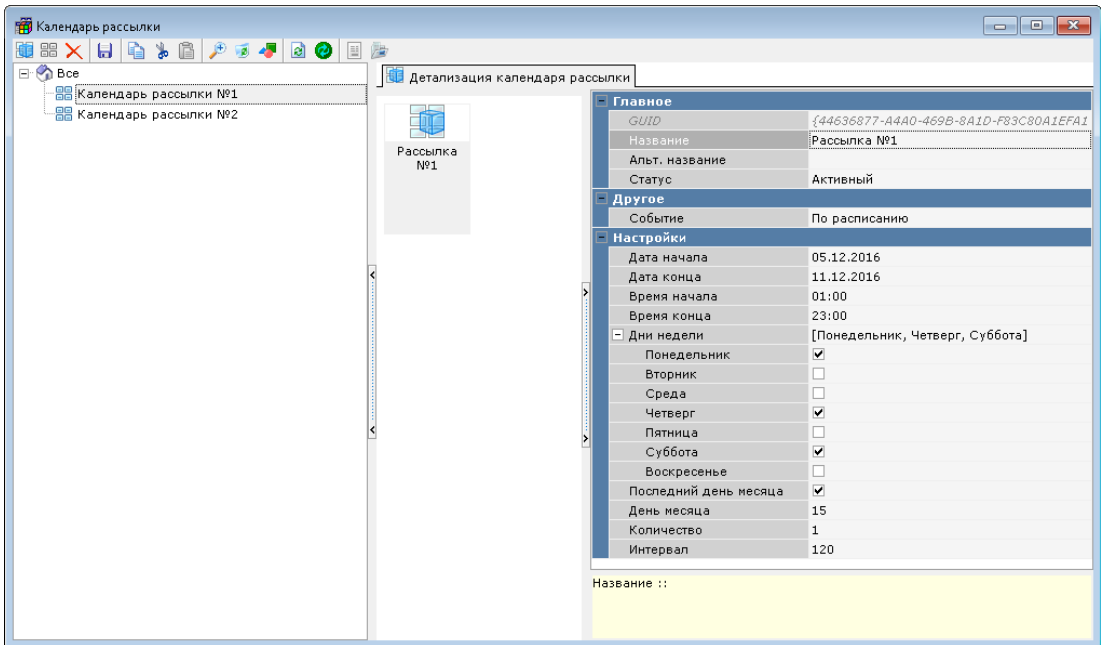 Календарь рассылки
Все
Календарь рассылки №1
Календарь рассылки №2
Детализация календаря рассылки
Рассылка
№1
Главное
GUID {44636877-A4A0-469B-8A1D-F83C80A1EFA1
Название Рассылка №1
Альт. название
Статус Активный
Другое
Событие По расписанию
Настройки
Дата начала 05.12.2016
Дата конца 11.12.2016
Время начала 01:00
Время конца 23:00
Дни недели [Понедельник, Четверг, Суббота]
Понедельник
Вторник
Среда
Четверг
Пятница
Суббота
Воскресенье
Последний день месяца
День месяца 15
Количество 1
Интервал 120
Название ::